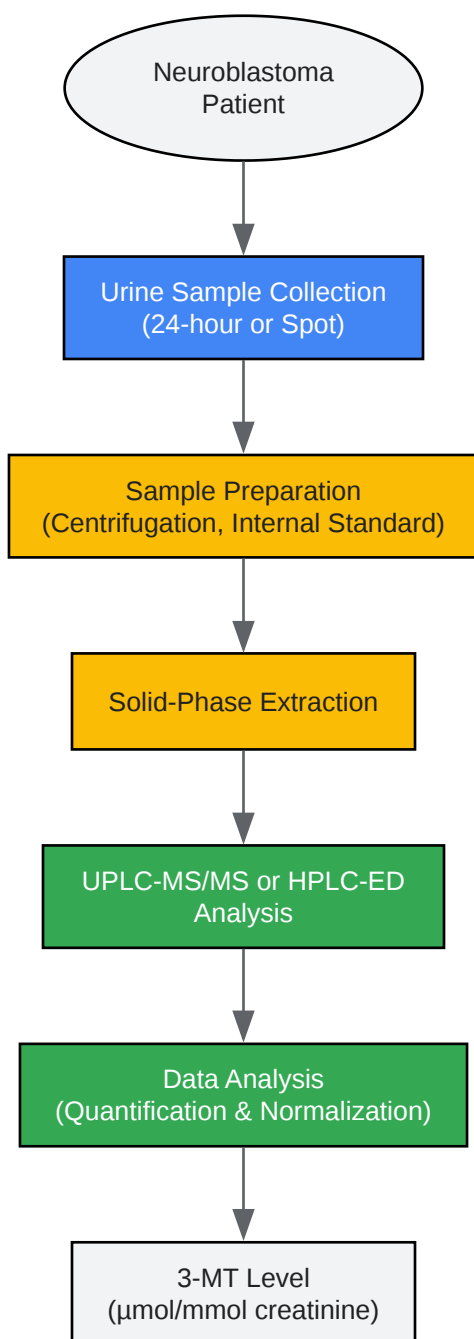 Neuroblastoma
Patient
Urine Sample Collection
(24-hour or Spot)
Sample Preparation
(Centrifugation, Internal Standard)
Solid-Phase Extraction
UPLC-MS/MS or HPLC-ED
Analysis
Data Analysis
(Quantification & Normalization)
3-MT Level
(μmol/mmol creatinine)